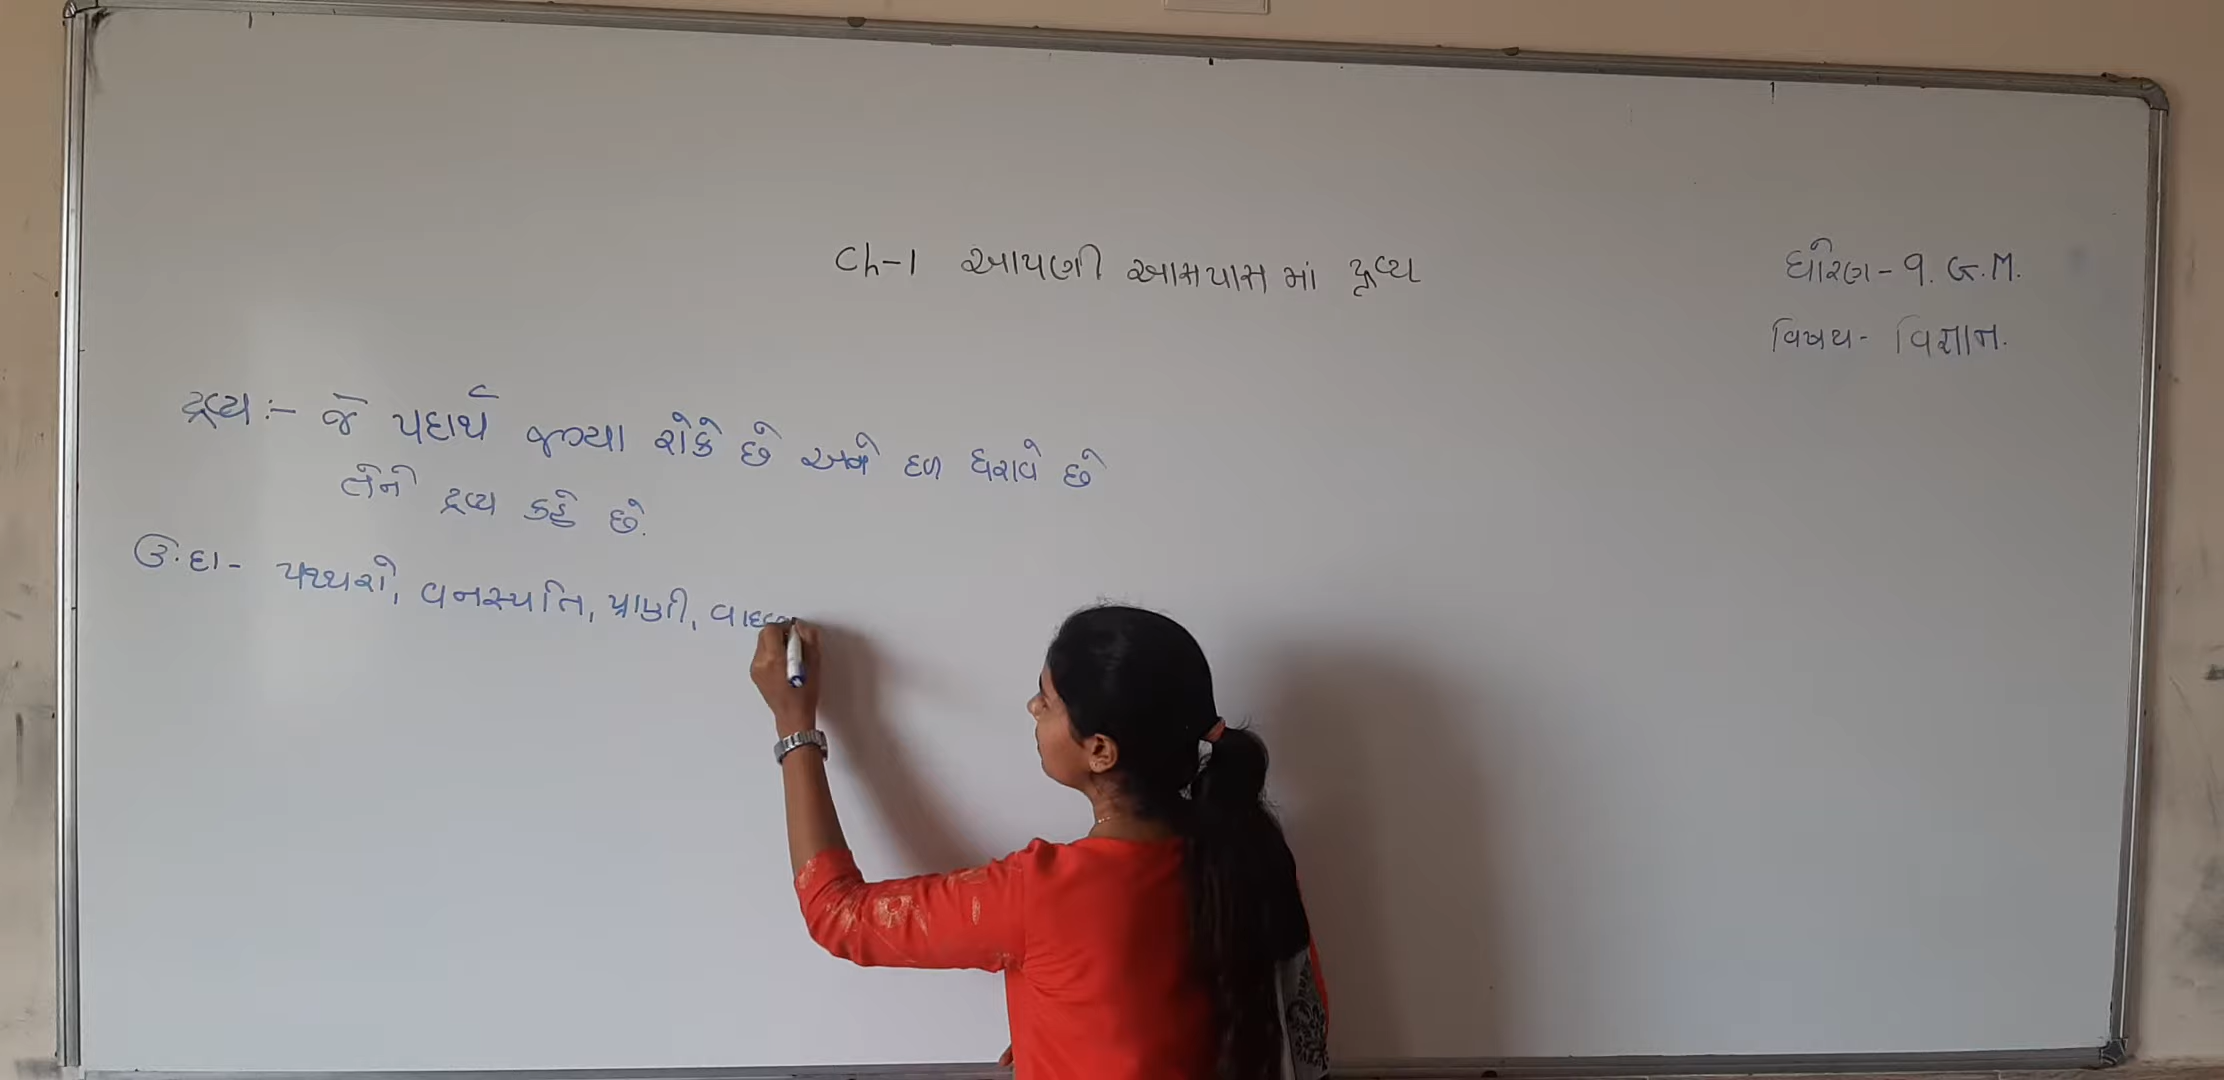 Ch-1 આપણી આસપાસ માં દ્રવ્ય
ધોરણ - ૧. G.M.
વિષય - વિજ્ઞાન.
દ્રવ્ય :- જે પદાર્થ જગ્યા રોકે છે અને દળ ધરાવે છે
તેને દ્રવ્ય કહે છે.
ઉ.દા - પથ્થરો, વનસ્પતિ, પ્રાણી,